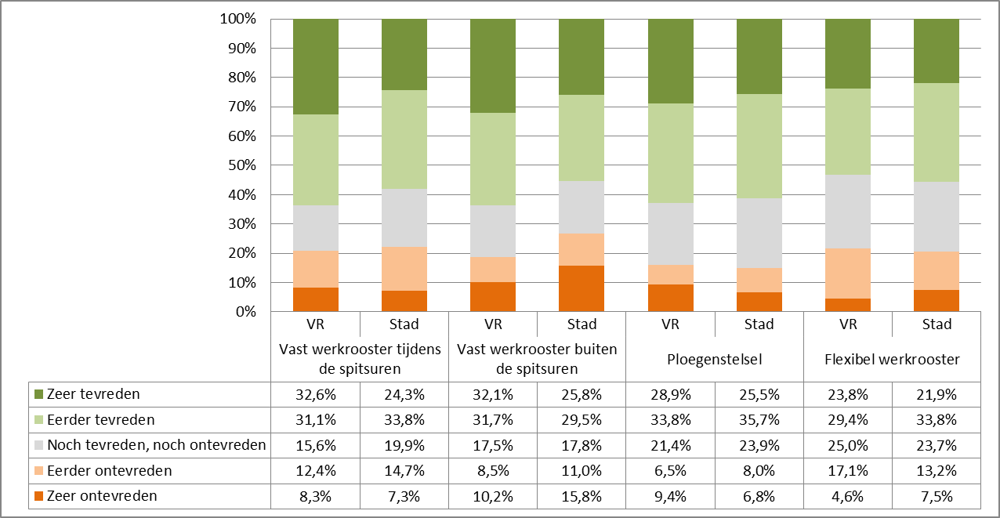 100%
90%
80%
70%
60%
50%
40%
30%
20%
10%
0%
VR Stad VR Stad VR Stad VR Stad
Vast werkrooster tijdens de spitsuren Vast werkrooster buiten de spitsuren Ploegenstelsel Flexibel werkrooster
Zeer tevreden 32,6% 24,3% 32,1% 25,8% 28,9% 25,5% 23,8% 21,9%
Eerder tevreden 31,1% 33,8% 31,7% 29,5% 33,8% 35,7% 29,4% 33,8%
Noch tevreden, noch ontevreden 15,6% 19,9% 17,5% 17,8% 21,4% 23,9% 25,0% 23,7%
Eerder ontevreden 12,4% 14,7% 8,5% 11,0% 6,5% 8,0% 17,1% 13,2%
Zeer ontevreden 8,3% 7,3% 10,2% 15,8% 9,4% 6,8% 4,6% 7,5%